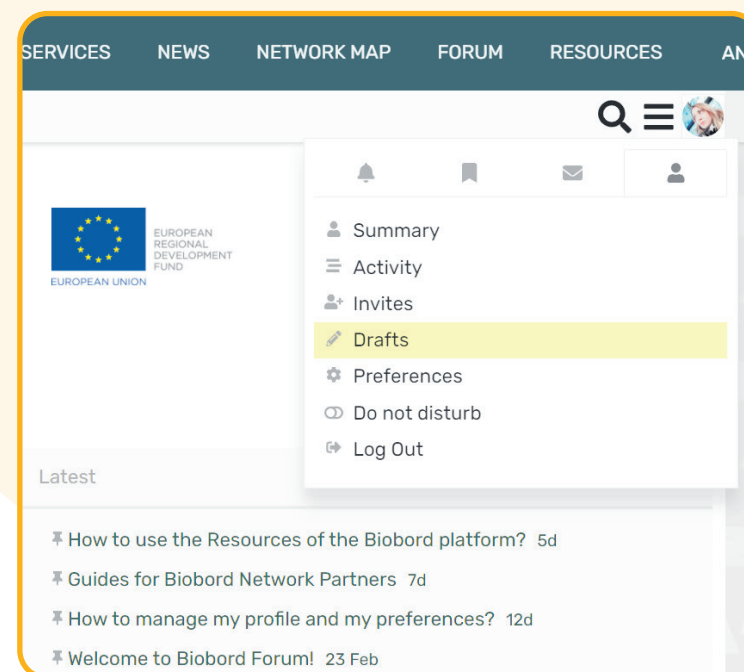 SERVICES NEWS NETWORK MAP FORUM RESOURCES
EUROPEAN
REGIONAL
DEVELOPMENT
FUND
EUROPEAN UNION
Summary
Activity
Invites
Drafts
Preferences
Do not disturb
Log Out
Latest
How to use the Resources of the Biobord platform? 5d
Guides for Biobord Network Partners 7d
How to manage my profile and my preferences? 12d
Welcome to Biobord Forum! 23 Feb